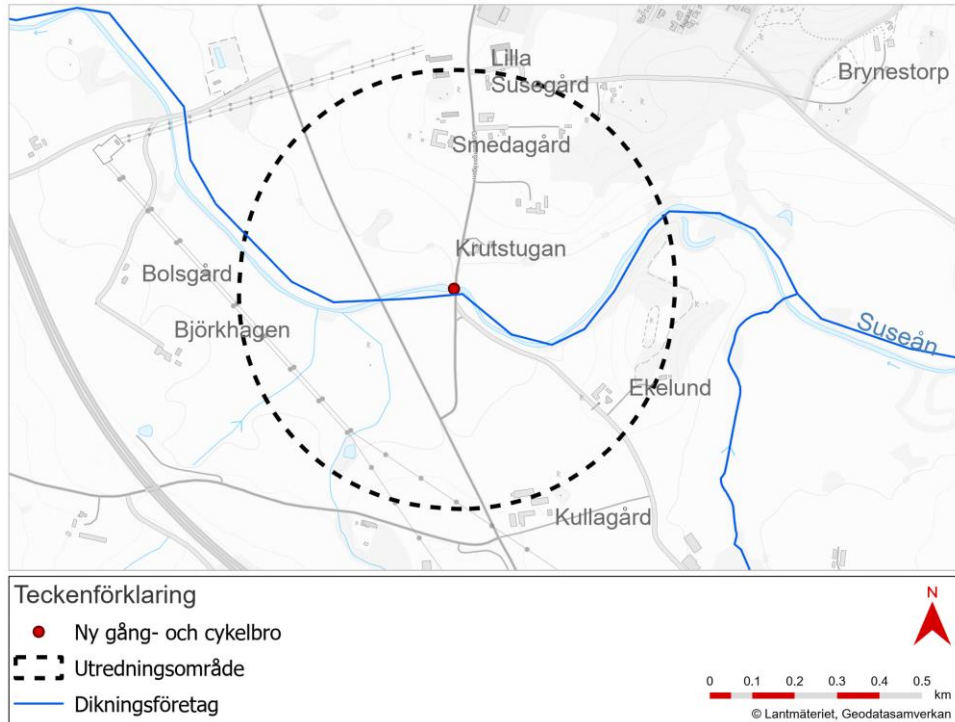 Lilla
Susegård
Brynestorp
Smedagård
Krutstugan
Bolsgård
Björkhagen
Suseån
Ekelund
Kullagård
Teckenförklaring
Ny gång- och cykelbro
Utredningsområde
Dikningsföretag
N
0 0.1 0.2 0.3 0.4 0.5
km
© Lantmäteriet, Geodatasamverkan